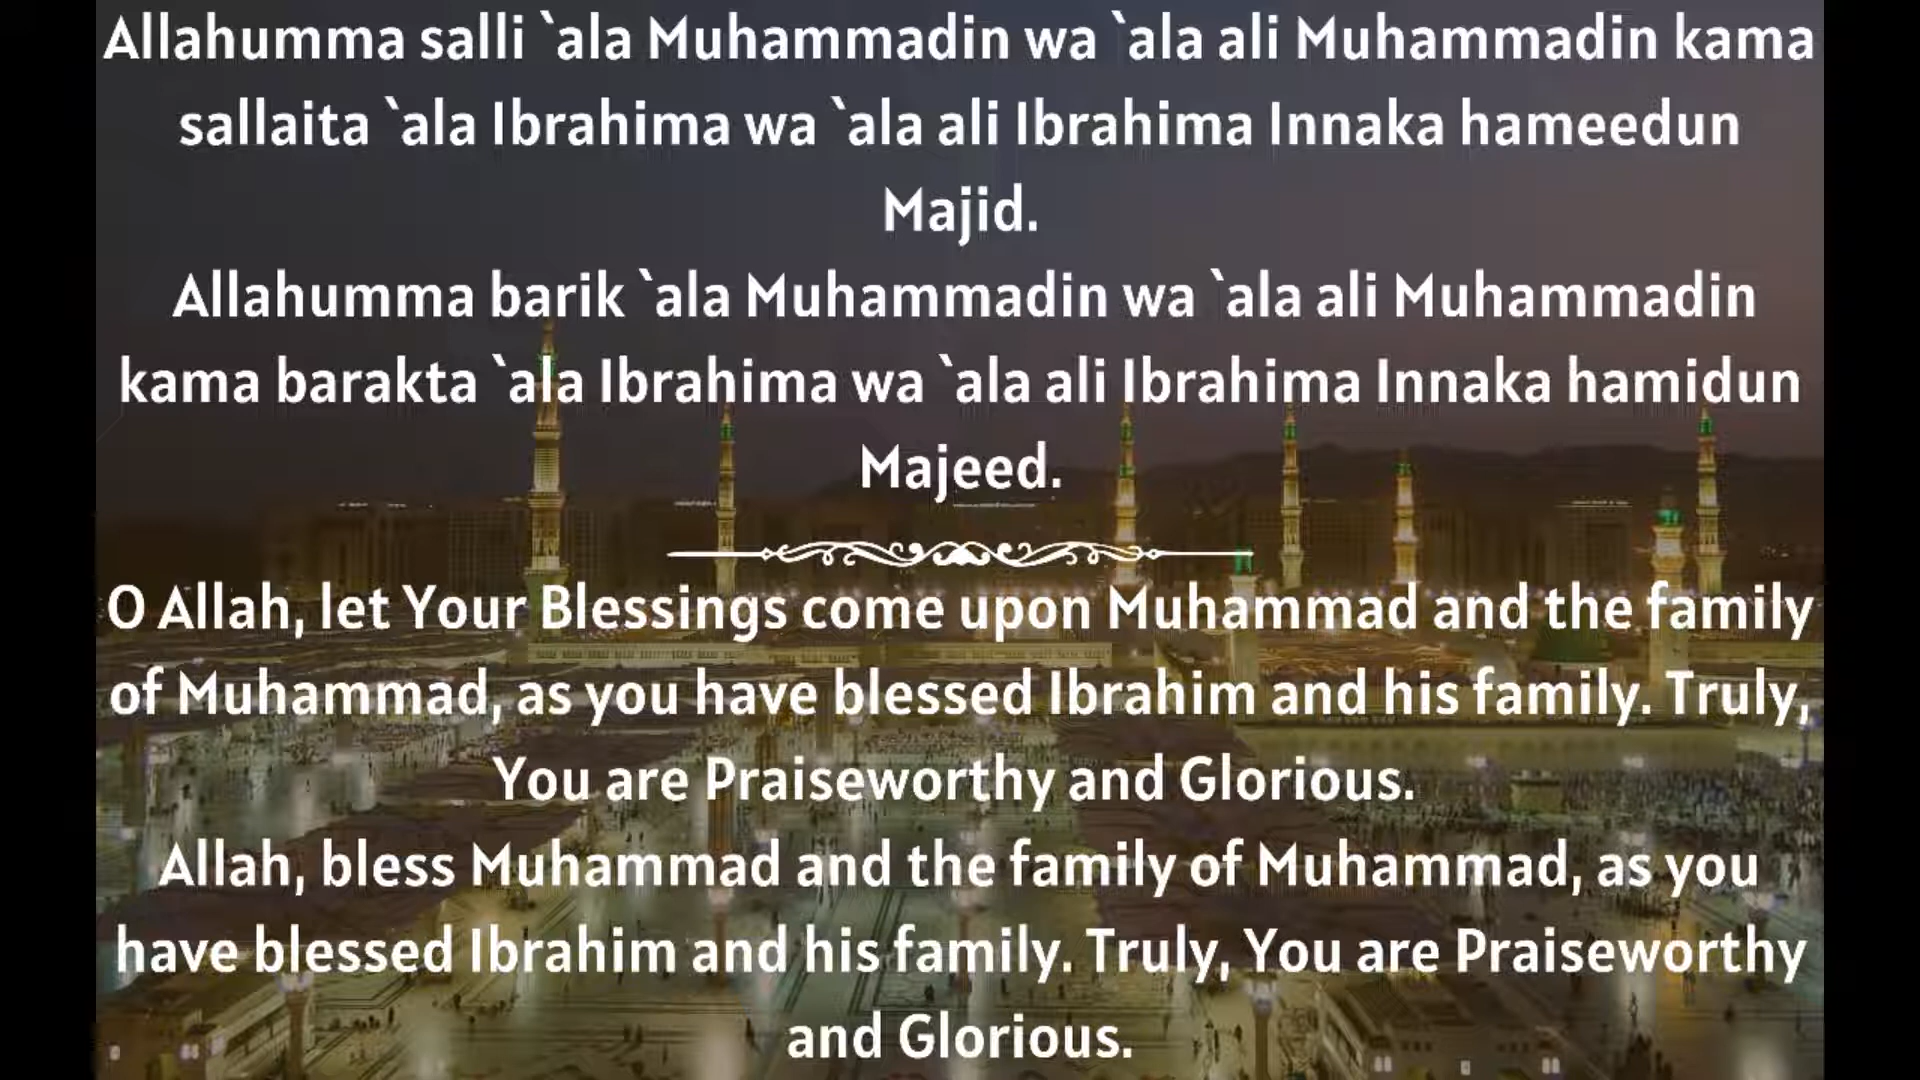 Allahumma salli `ala Muhammadin wa `ala ali Muhammadin kama
sallaita `ala Ibrahima wa `ala ali Ibrahima Innaka hameedun
Majid.
Allahumma barik `ala Muhammadin wa `ala ali Muhammadin
kama barakta `ala Ibrahima wa `ala ali Ibrahima Innaka hamidun
Majeed.
O Allah, let Your Blessings come upon Muhammad and the family
of Muhammad, as you have blessed Ibrahim and his family. Truly,
You are Praiseworthy and Glorious.
Allah, bless Muhammad and the family of Muhammad, as you
have blessed Ibrahim and his family. Truly, You are Praiseworthy
and Glorious.